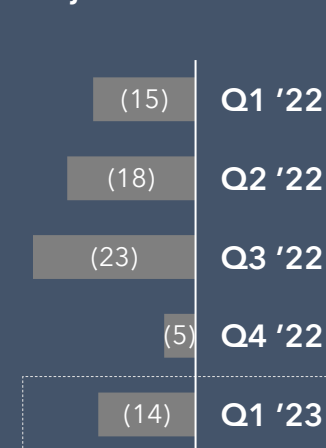 (15) Q1 ’22
(18) Q2 ’22
(23) Q3 ’22
(5) Q4 ’22
(14) Q1 ’23